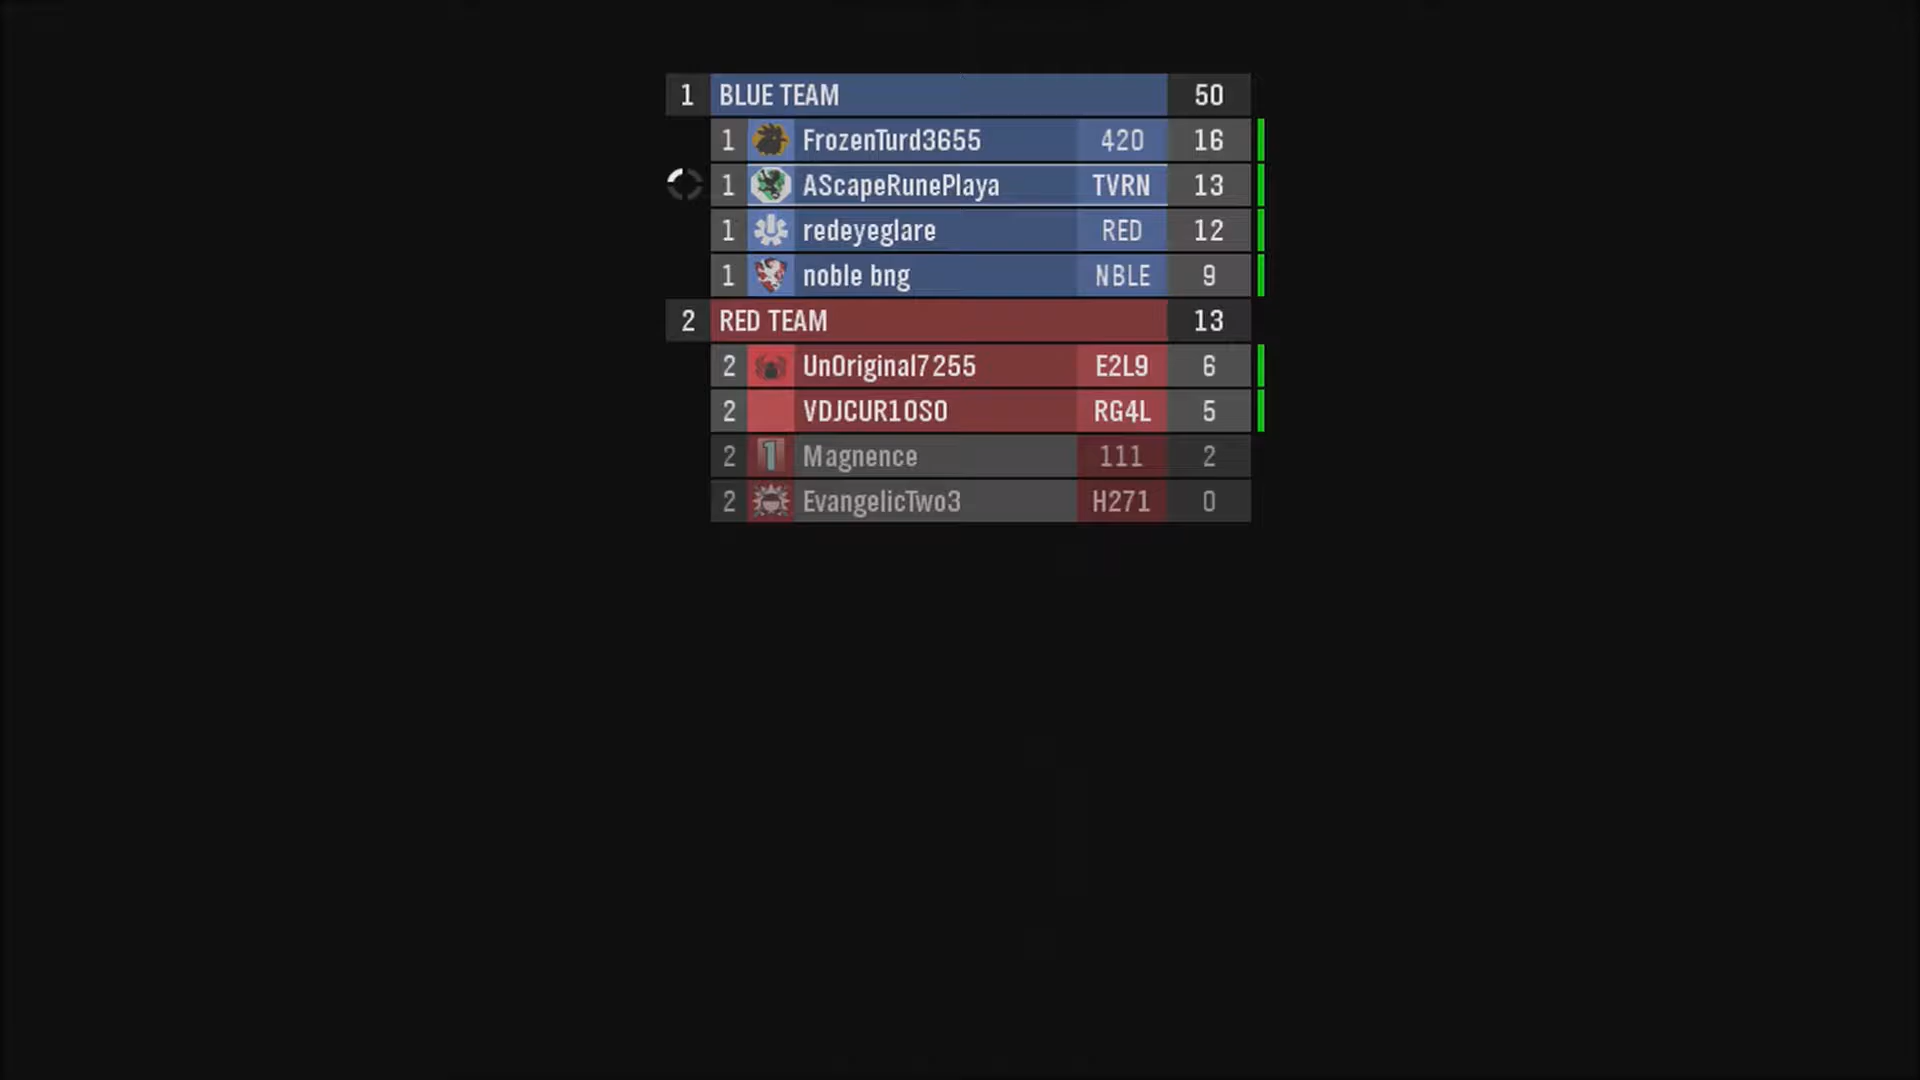 1 BLUE TEAM 50
1 FrozenTurd3655 420 16
1 AScapeRunePlaya TVRN 13
1 redeyeglare RED 12
1 noble bng NBLE 9
2 RED TEAM 13
2 UnOriginal7255 E2L9 6
2 VDJCUR10S0 RG4L 5
2 1 Magnence 111 2
2 EvangelicTwo3 H271 0